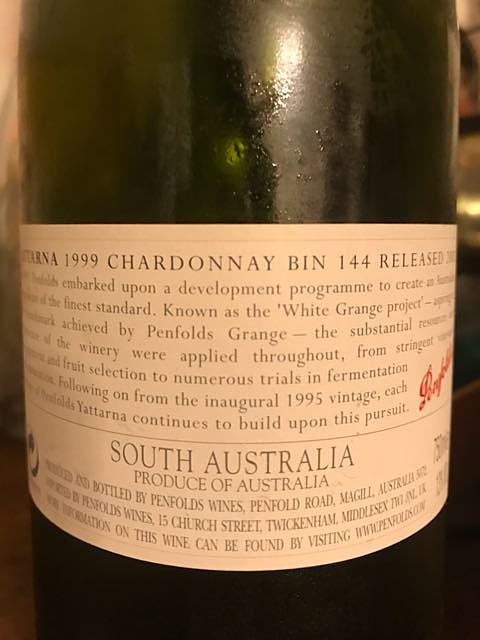 YATTARNA 1999 CHARDONNAY BIN 144 RELEASED
Penfolds embarked upon a development programme to create an
of the finest standard. Known as the 'White Grange project' –
achieved by Penfolds Grange — the substantial
of the winery were applied throughout, from stringent
and fruit selection to numerous trials in fermentation
Following on from the inaugural 1995 vintage, each
of Penfolds Yattarna continues to build upon this pursuit.
Penfolds
SOUTH AUSTRALIA
PRODUCE OF AUSTRALIA
PRODUCED AND BOTTLED BY PENFOLDS WINES, PENFOLD ROAD, MAGILL, AUSTRALIA 5072.
IMPORTED BY PENFOLDS WINES, 15 CHURCH STREET, TWICKENHAM, MIDDLESEX TW1 3NL, UK
MORE INFORMATION ON THIS WINE CAN BE FOUND BY VISITING WWW.PENFOLDS.COM